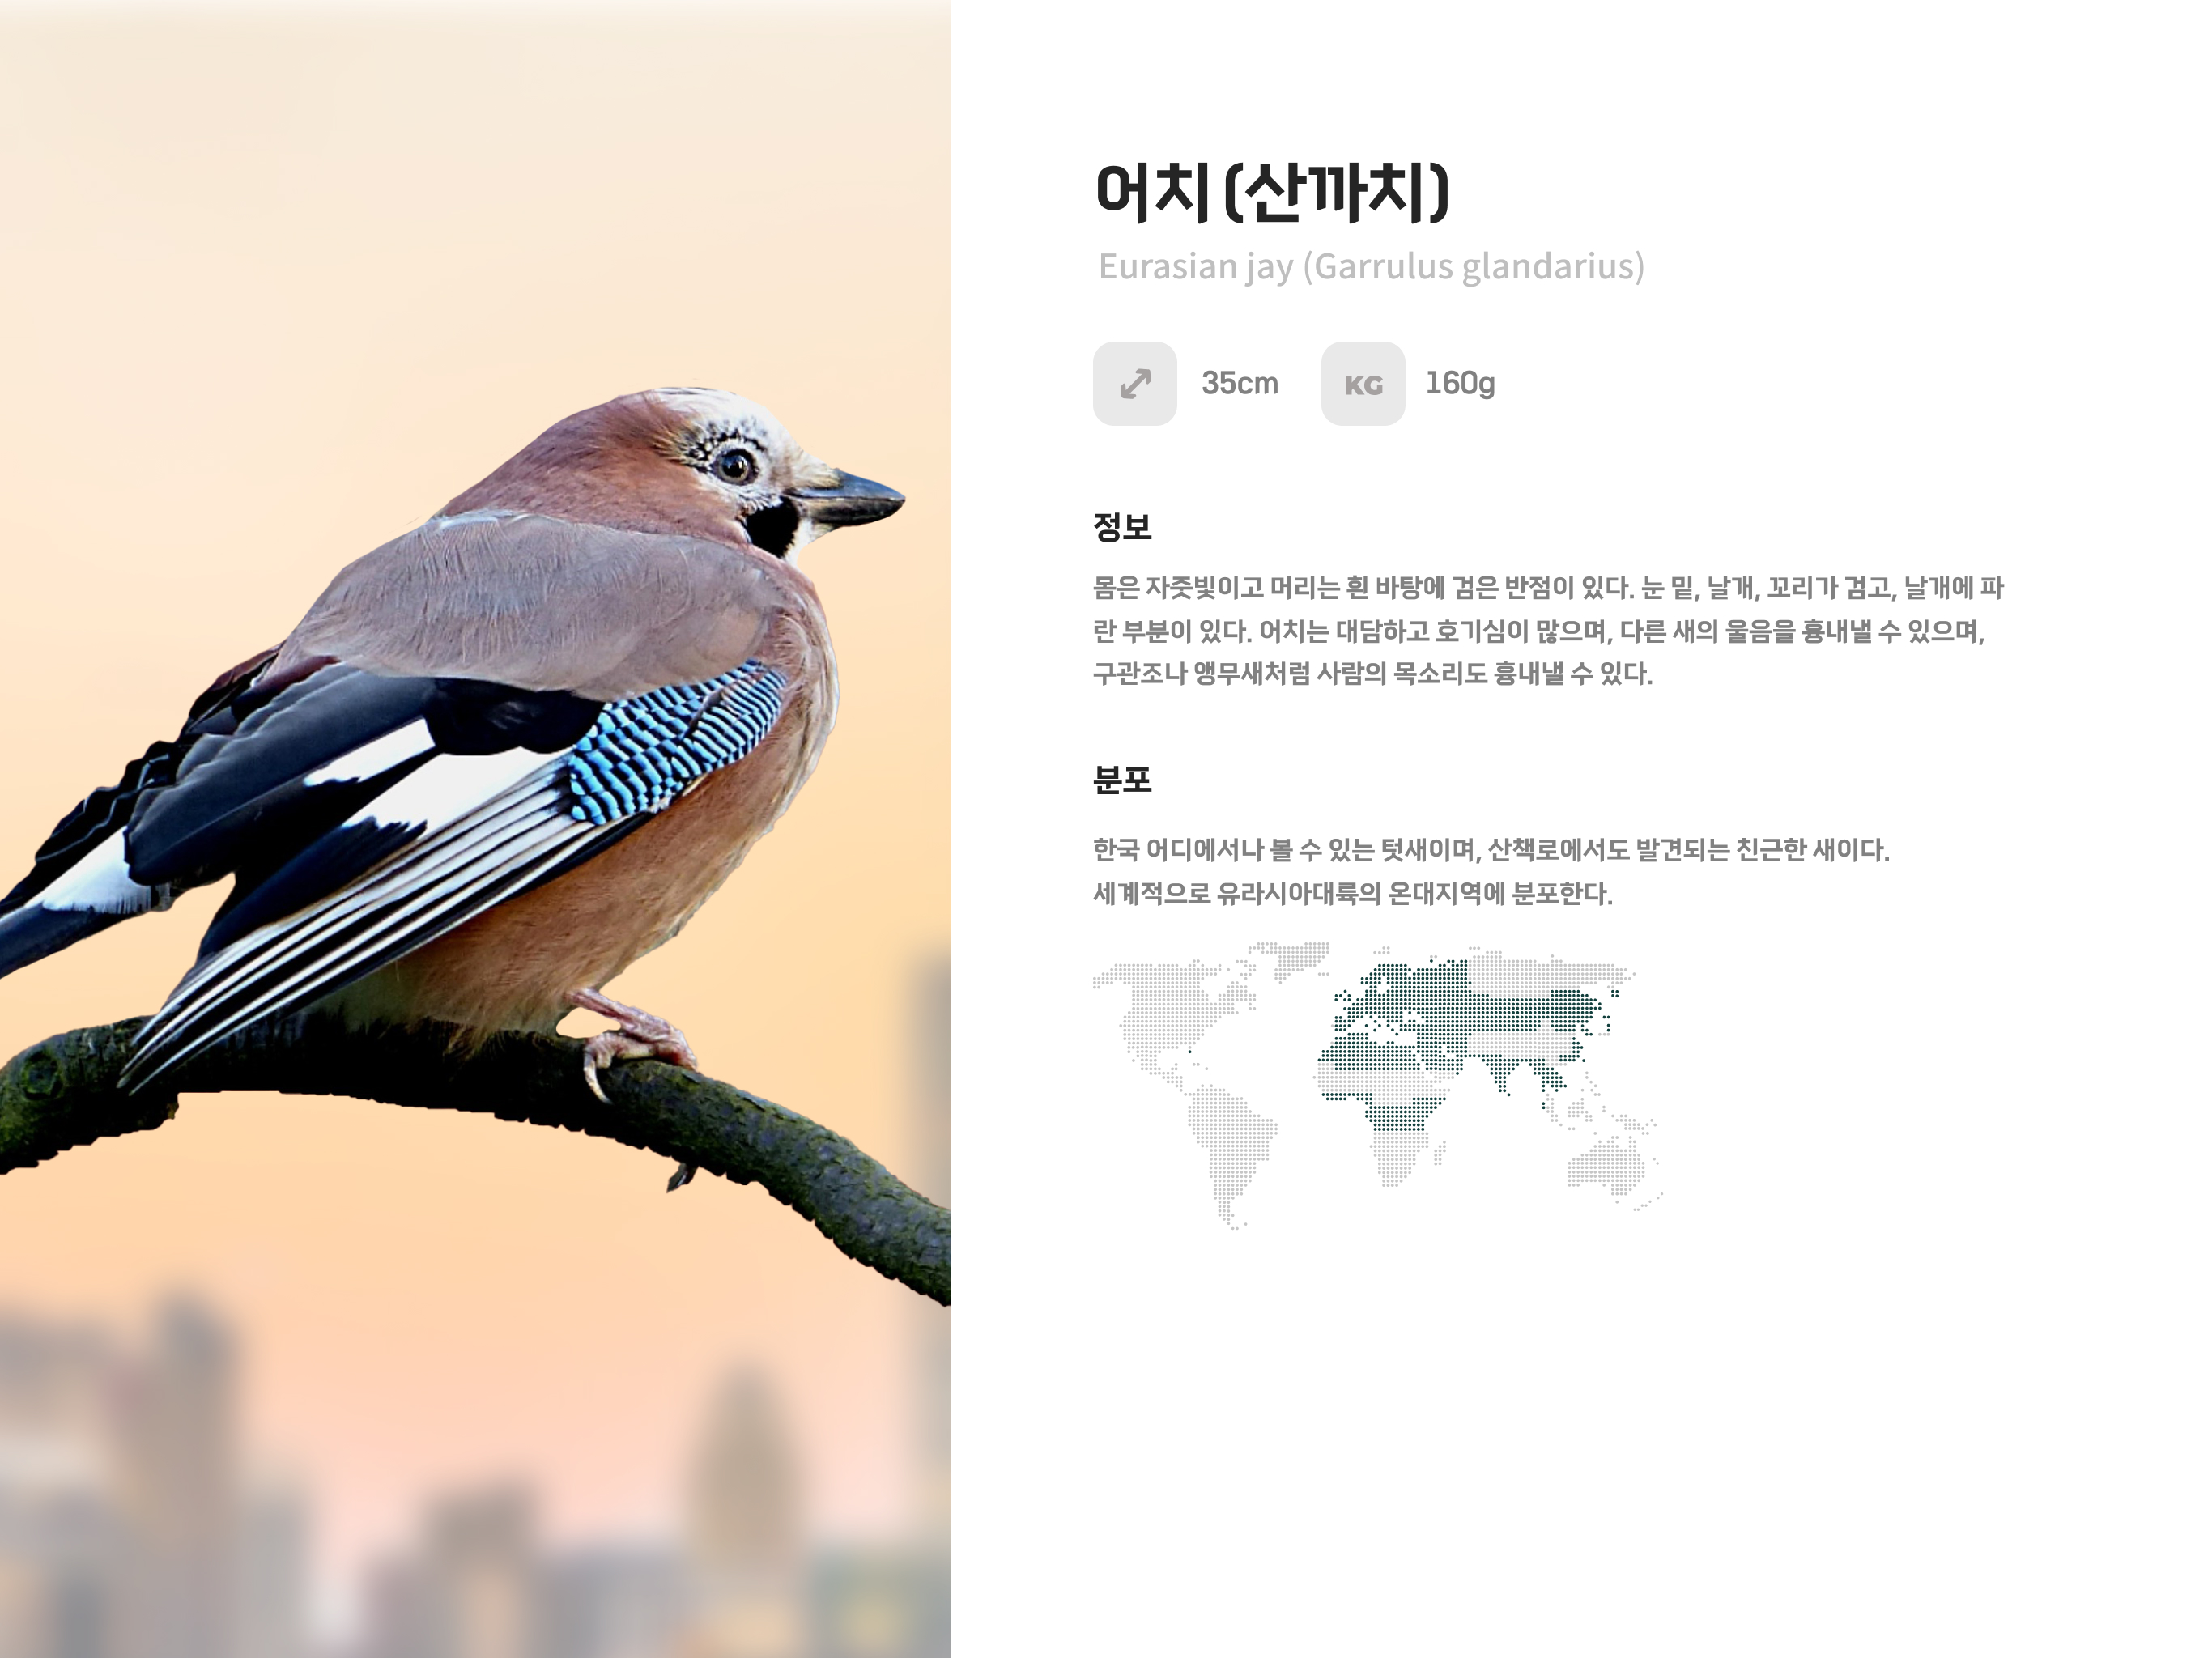 어치 (산까치)
Eurasian jay (Garrulus glandarius)
35cm
KG
160g
정보
몸은 자줏빛이고 머리는 흰 바탕에 검은 반점이 있다. 눈 밑, 날개, 꼬리가 검고, 날개에 파
란 부분이 있다. 어치는 대담하고 호기심이 많으며, 다른 새의 울음을 흉내낼 수 있으며,
구관조나 앵무새처럼 사람의 목소리도 흉내낼 수 있다.
분포
한국 어디에서나 볼 수 있는 텃새이며, 산책로에서도 발견되는 친근한 새이다.
세계적으로 유라시아대륙의 온대지역에 분포한다.